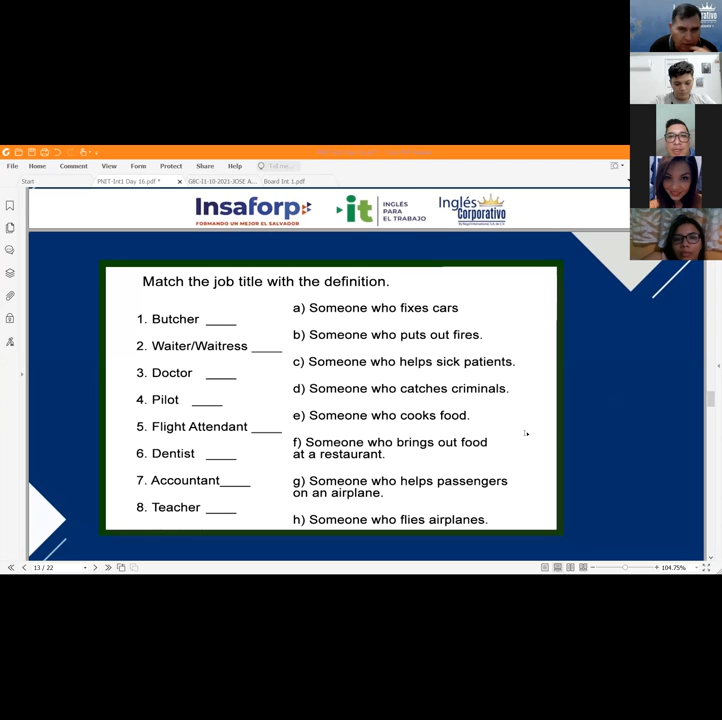 File Home Comment View Form Protect Share Help Tell me...
Start PNIT-Int1 Day 16.pdf * GBC-I1-10-2021-JOSE A... Board Int 1.pdf
Insaforp
FORMANDO UN MEJOR EL SALVADOR
it INGLÉS PARA EL TRABAJO
Inglés Corporativo
Match the job title with the definition.
1. Butcher ____
2. Waiter/Waitress ____
3. Doctor ____
4. Pilot ____
5. Flight Attendant ____
6. Dentist ____
7. Accountant____
8. Teacher ____
a) Someone who fixes cars
b) Someone who puts out fires.
c) Someone who helps sick patients.
d) Someone who catches criminals.
e) Someone who cooks food.
f) Someone who brings out food
at a restaurant.
g) Someone who helps passengers
on an airplane.
h) Someone who flies airplanes.
13 / 22
104.75%